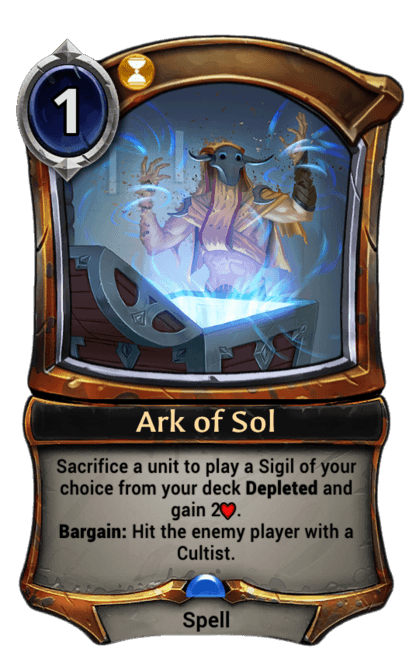 1
Ark of Sol
Sacrifice a unit to play a Sigil of your
choice from your deck Depleted and
gain 2❤.
Bargain: Hit the enemy player with a
Cultist.
Spell